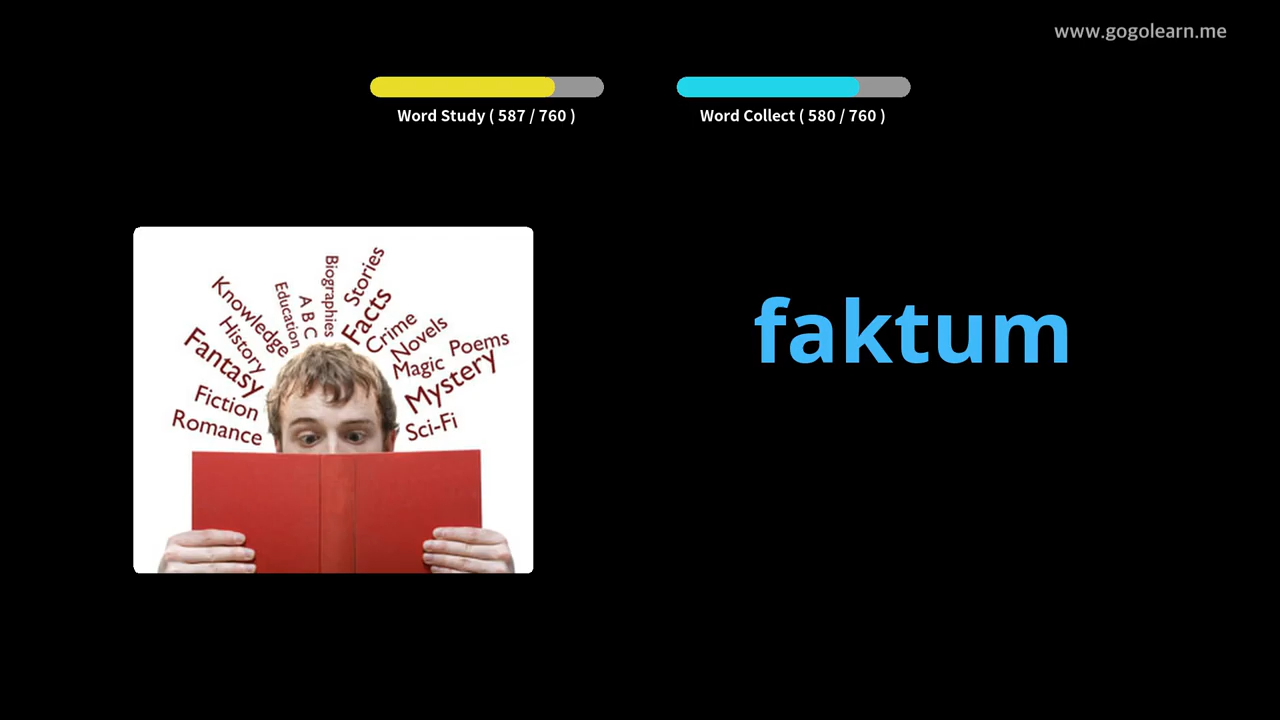 www.gogolearn.me
Word Study ( 587 / 760 )
Word Collect ( 580 / 760 )
faktum
Stories
Biographies
Facts
A B C
Education
Knowledge
History
Crime
Novels
Poems
Magic
Mystery
Fantasy
Fiction
Romance
Sci-Fi